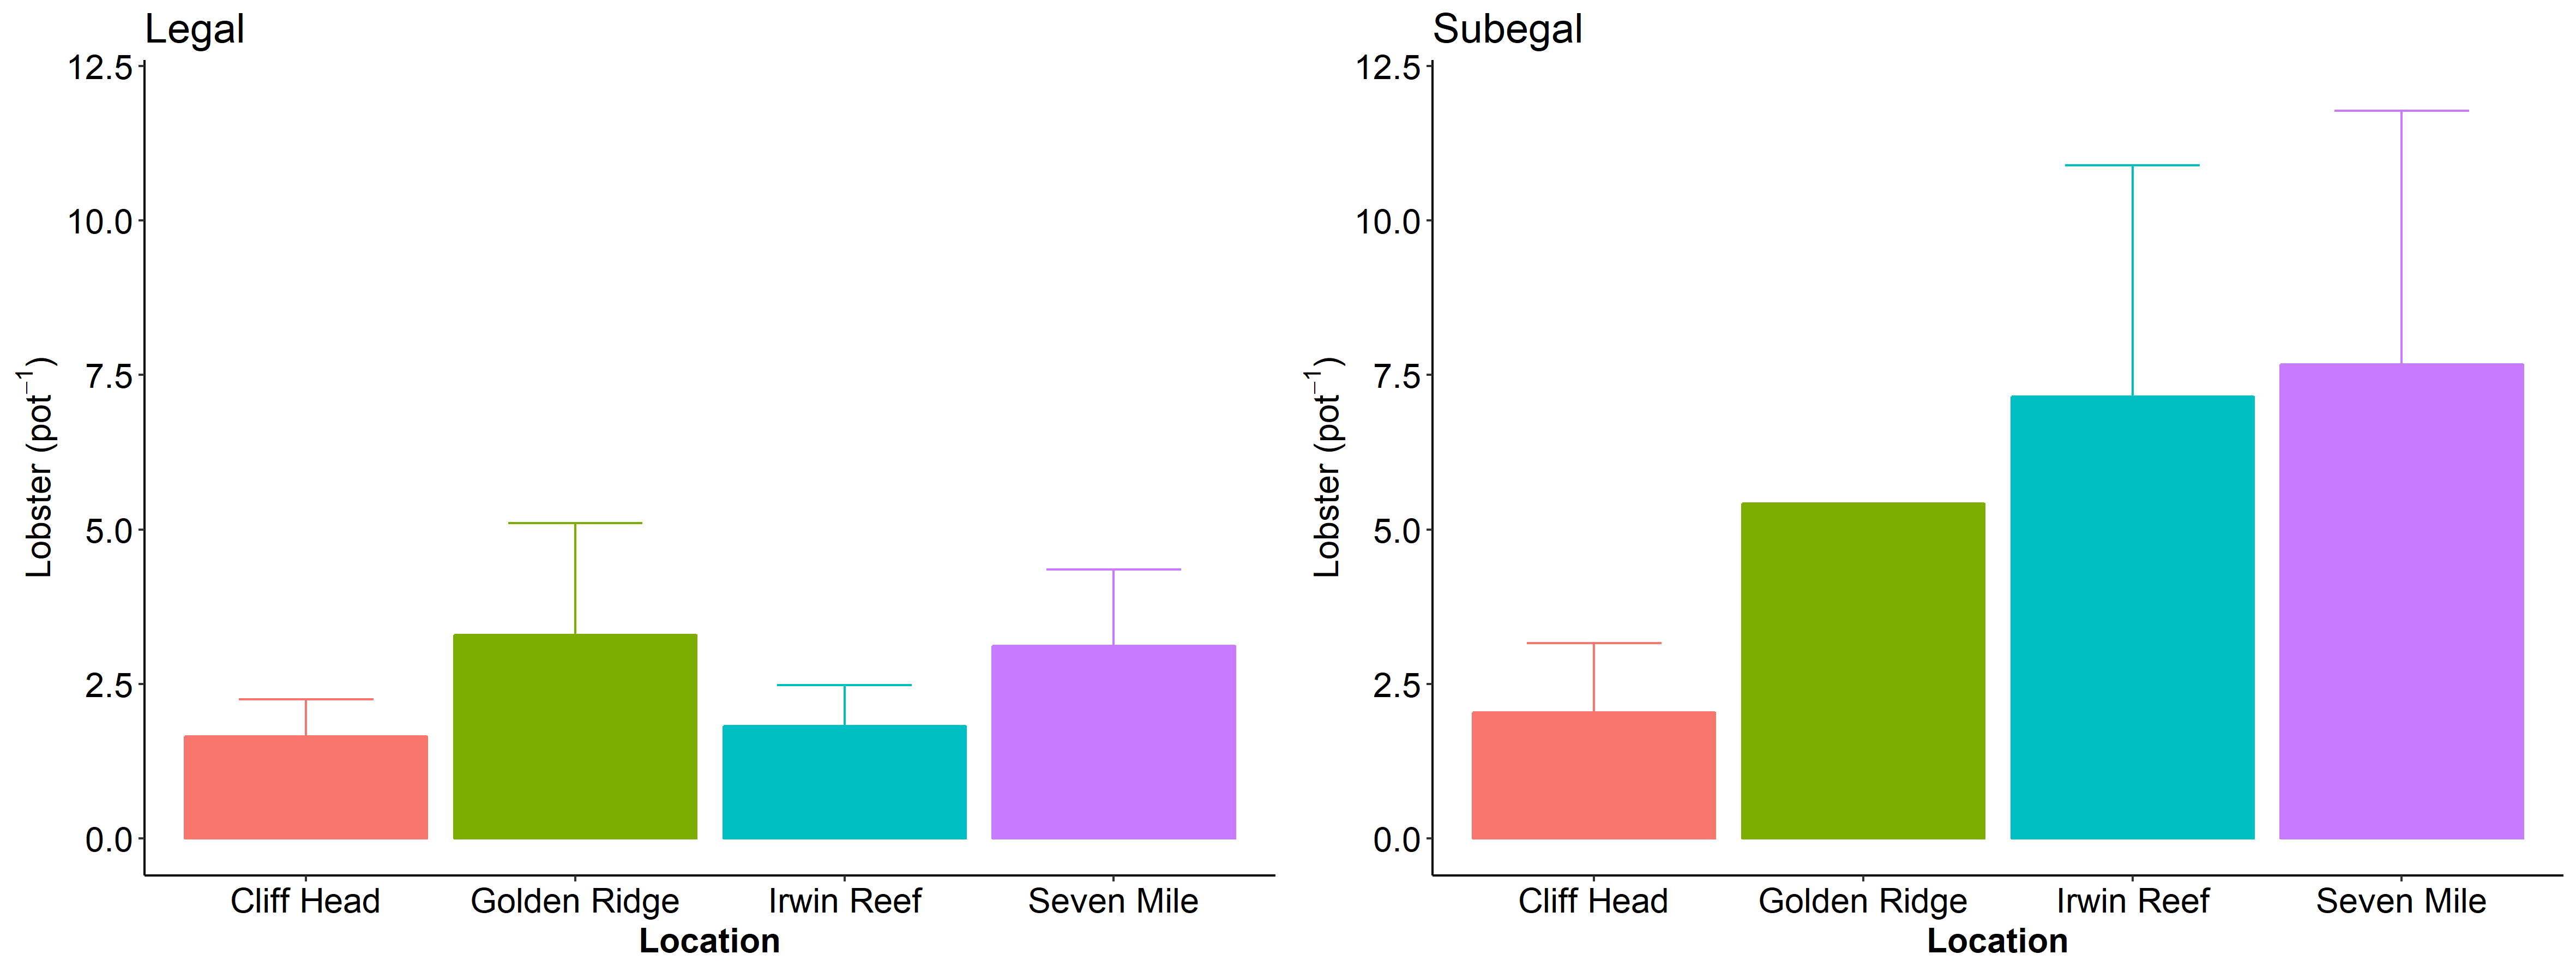 Legal
12.5
10.0
7.5
5.0
2.5
0.0
Lobster (pot⁻¹)
Cliff Head Golden Ridge Irwin Reef Seven Mile
Location
Subegal
12.5
10.0
7.5
5.0
2.5
0.0
Lobster (pot⁻¹)
Cliff Head Golden Ridge Irwin Reef Seven Mile
Location